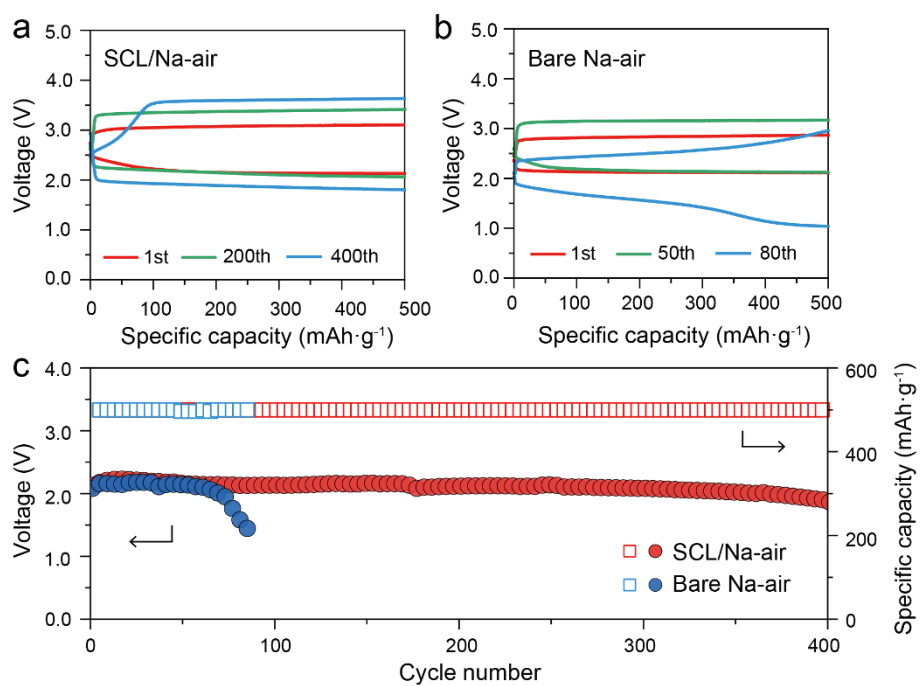 a
SCL/Na-air
5.0
4.0
3.0
2.0
1.0
0.0
Voltage (V)
1st 200th 400th
0 100 200 300 400 500
Specific capacity (mAh·g⁻¹)
b
Bare Na-air
5.0
4.0
3.0
2.0
1.0
0.0
Voltage (V)
1st 50th 80th
0 100 200 300 400 500
Specific capacity (mAh·g⁻¹)
c
4.0
3.0
2.0
1.0
0.0
Voltage (V)
600
400
200
0
Specific capacity (mAh·g⁻¹)
SCL/Na-air
Bare Na-air
0 100 200 300 400
Cycle number